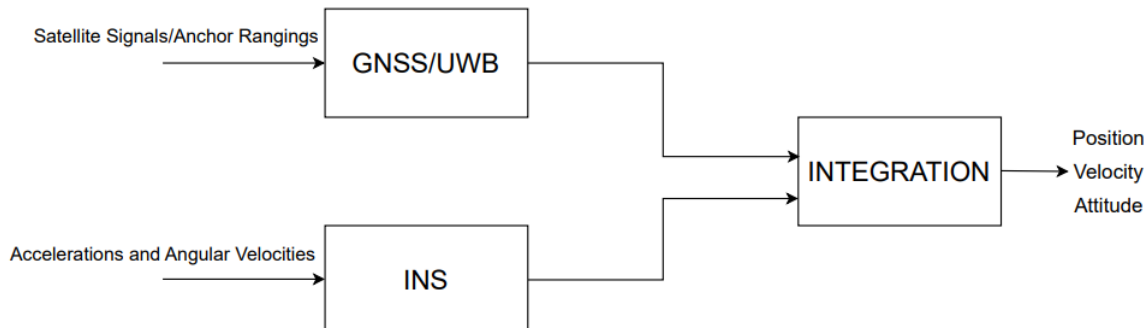 Satellite Signals/Anchor Rangings
GNSS/UWB
Accelerations and Angular Velocities
INS
INTEGRATION
Position
Velocity
Attitude